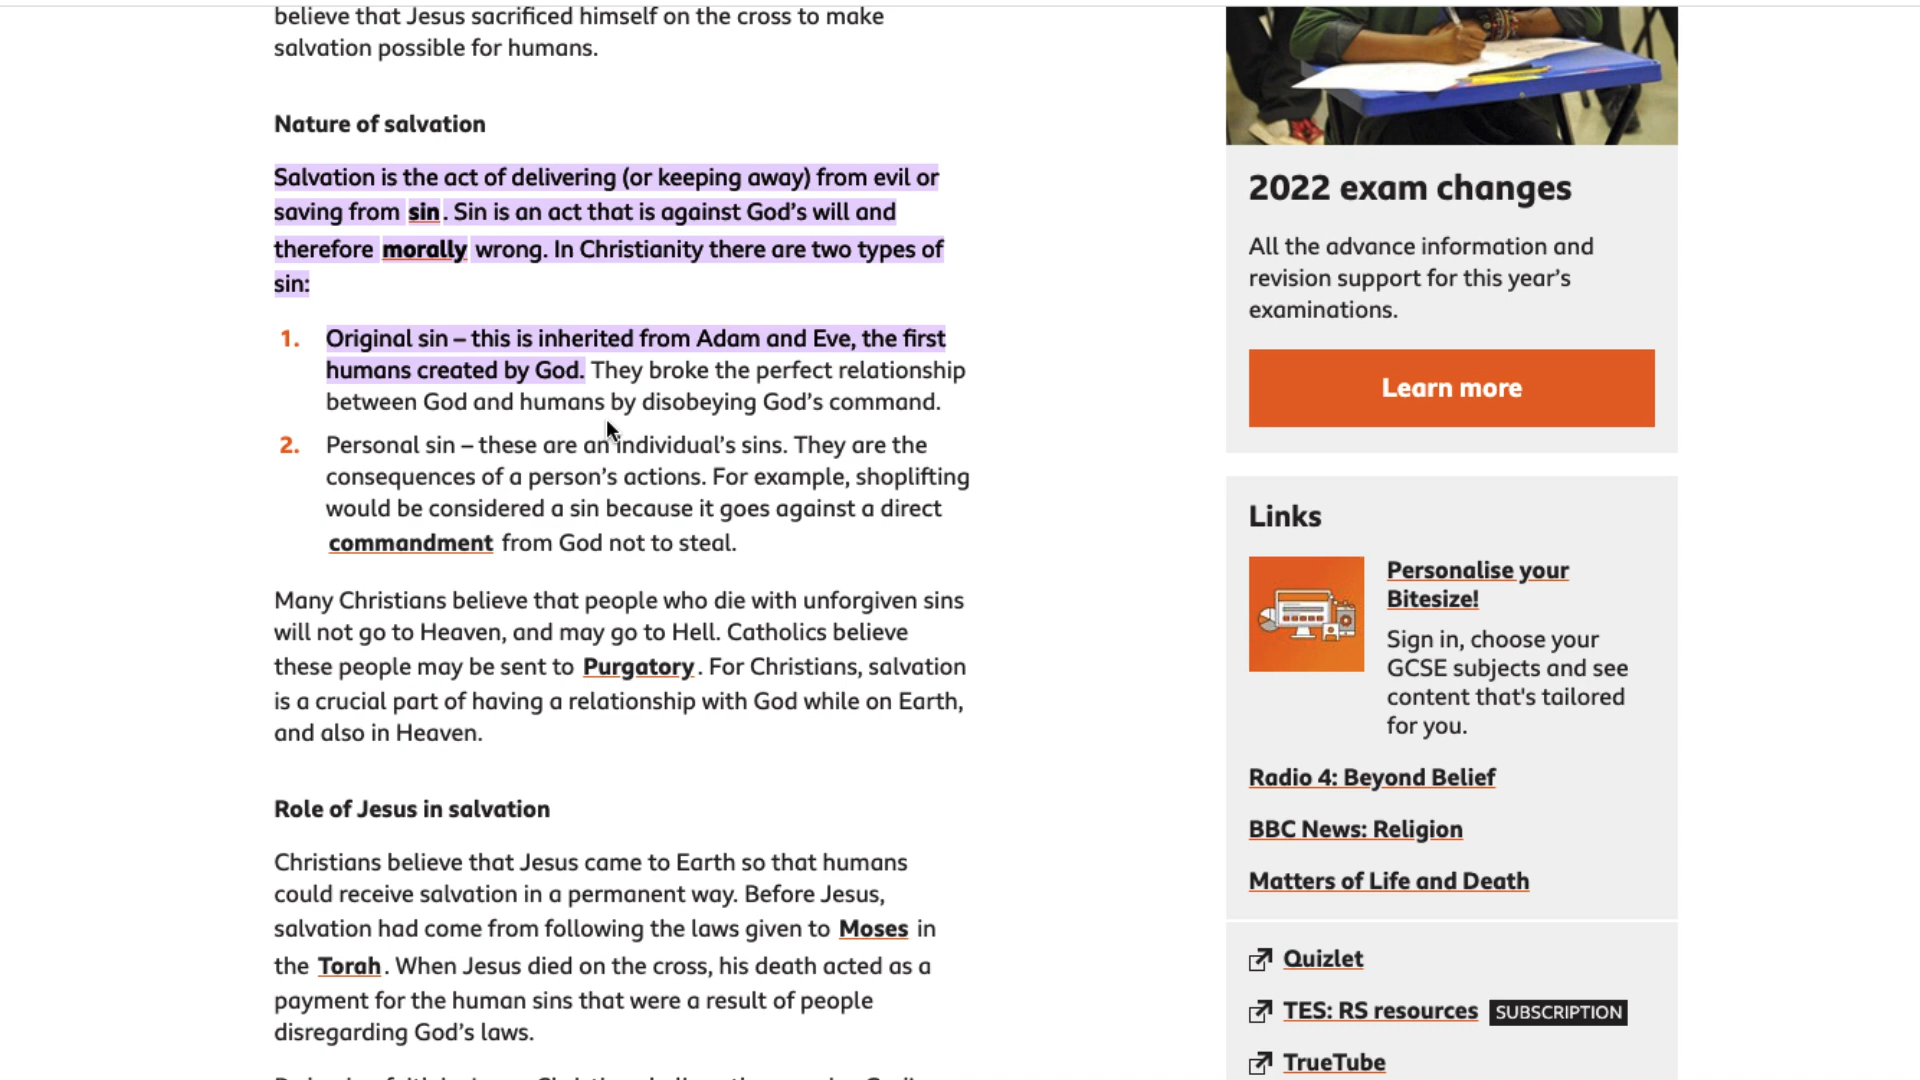 believe that Jesus sacrificed himself on the cross to make
salvation possible for humans.
Nature of salvation
Salvation is the act of delivering (or keeping away) from evil or
saving from sin. Sin is an act that is against God's will and
therefore morally wrong. In Christianity there are two types of
sin:
1. Original sin – this is inherited from Adam and Eve, the first
humans created by God. They broke the perfect relationship
between God and humans by disobeying God's command.
2. Personal sin – these are an individual's sins. They are the
consequences of a person's actions. For example, shoplifting
would be considered a sin because it goes against a direct
commandment from God not to steal.
Many Christians believe that people who die with unforgiven sins
will not go to Heaven, and may go to Hell. Catholics believe
these people may be sent to Purgatory. For Christians, salvation
is a crucial part of having a relationship with God while on Earth,
and also in Heaven.
Role of Jesus in salvation
Christians believe that Jesus came to Earth so that humans
could receive salvation in a permanent way. Before Jesus,
salvation had come from following the laws given to Moses in
the Torah. When Jesus died on the cross, his death acted as a
payment for the human sins that were a result of people
disregarding God's laws.
2022 exam changes
All the advance information and
revision support for this year's
examinations.
Learn more
Links
Personalise your
Bitesize!
Sign in, choose your
GCSE subjects and see
content that's tailored
for you.
Radio 4: Beyond Belief
BBC News: Religion
Matters of Life and Death
Quizlet
TES: RS resources SUBSCRIPTION
TrueTube